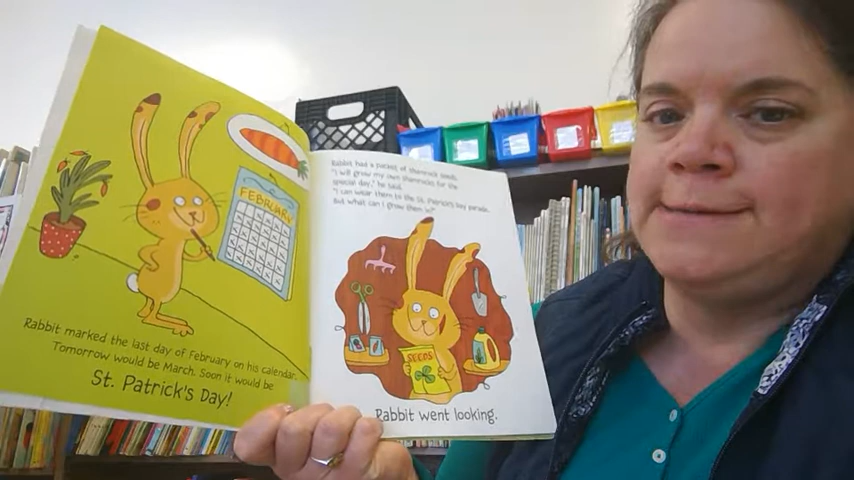 FEBRUARY
Rabbit marked the last day of February on his calendar.
Tomorrow would be March. Soon it would be
St. Patrick's Day!
Rabbit had a packet of shamrock seeds.
"I will grow my own shamrocks for the
special day," he said.
"I can wear them to the St. Patrick's Day parade.
But what can I grow them in?"
SEEDS
Rabbit went looking.